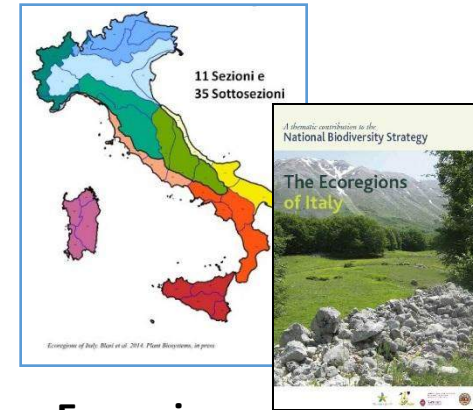 11 Sezioni e
35 Sottosezioni
A thematic contribution to the
National Biodiversity Strategy
The Ecoregions
of Italy
Ecoregions of Italy. Blasi et al. 2014. Plant Biosystems, in press